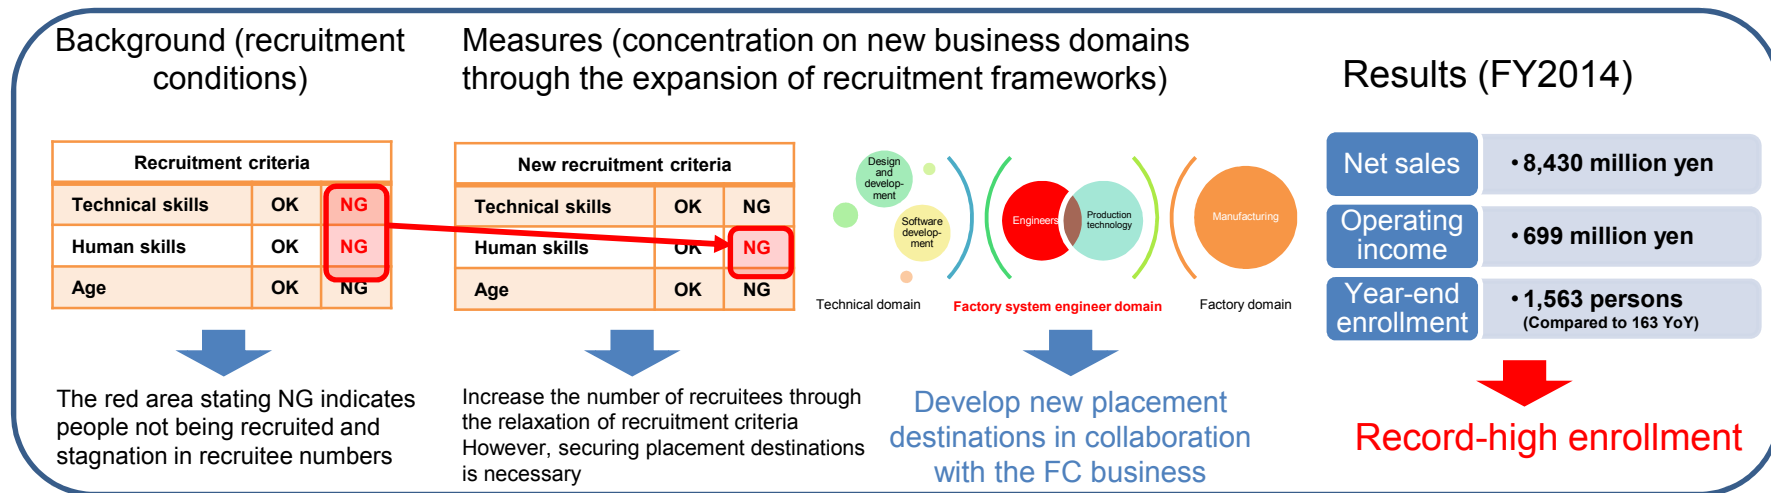 Background (recruitment
conditions)
Recruitment criteria
Technical skills OK NG
Human skills OK NG
Age OK NG
The red area stating NG indicates
people not being recruited and
stagnation in recruitee numbers
Measures (concentration on new business domains
through the expansion of recruitment frameworks)
New recruitment criteria
Technical skills OK NG
Human skills OK NG
Age OK NG
Increase the number of recruitees through
the relaxation of recruitment criteria
However, securing placement destinations
is necessary
Design
and
develop-
ment
Software
develop-
ment
Technical domain
Engineers
Production
technology
Factory system engineer domain
Manufacturing
Factory domain
Develop new placement
destinations in collaboration
with the FC business
Results (FY2014)
Net sales
• 8,430 million yen
Operating
income
• 699 million yen
Year-end
enrollment
• 1,563 persons
(Compared to 163 YoY)
Record-high enrollment